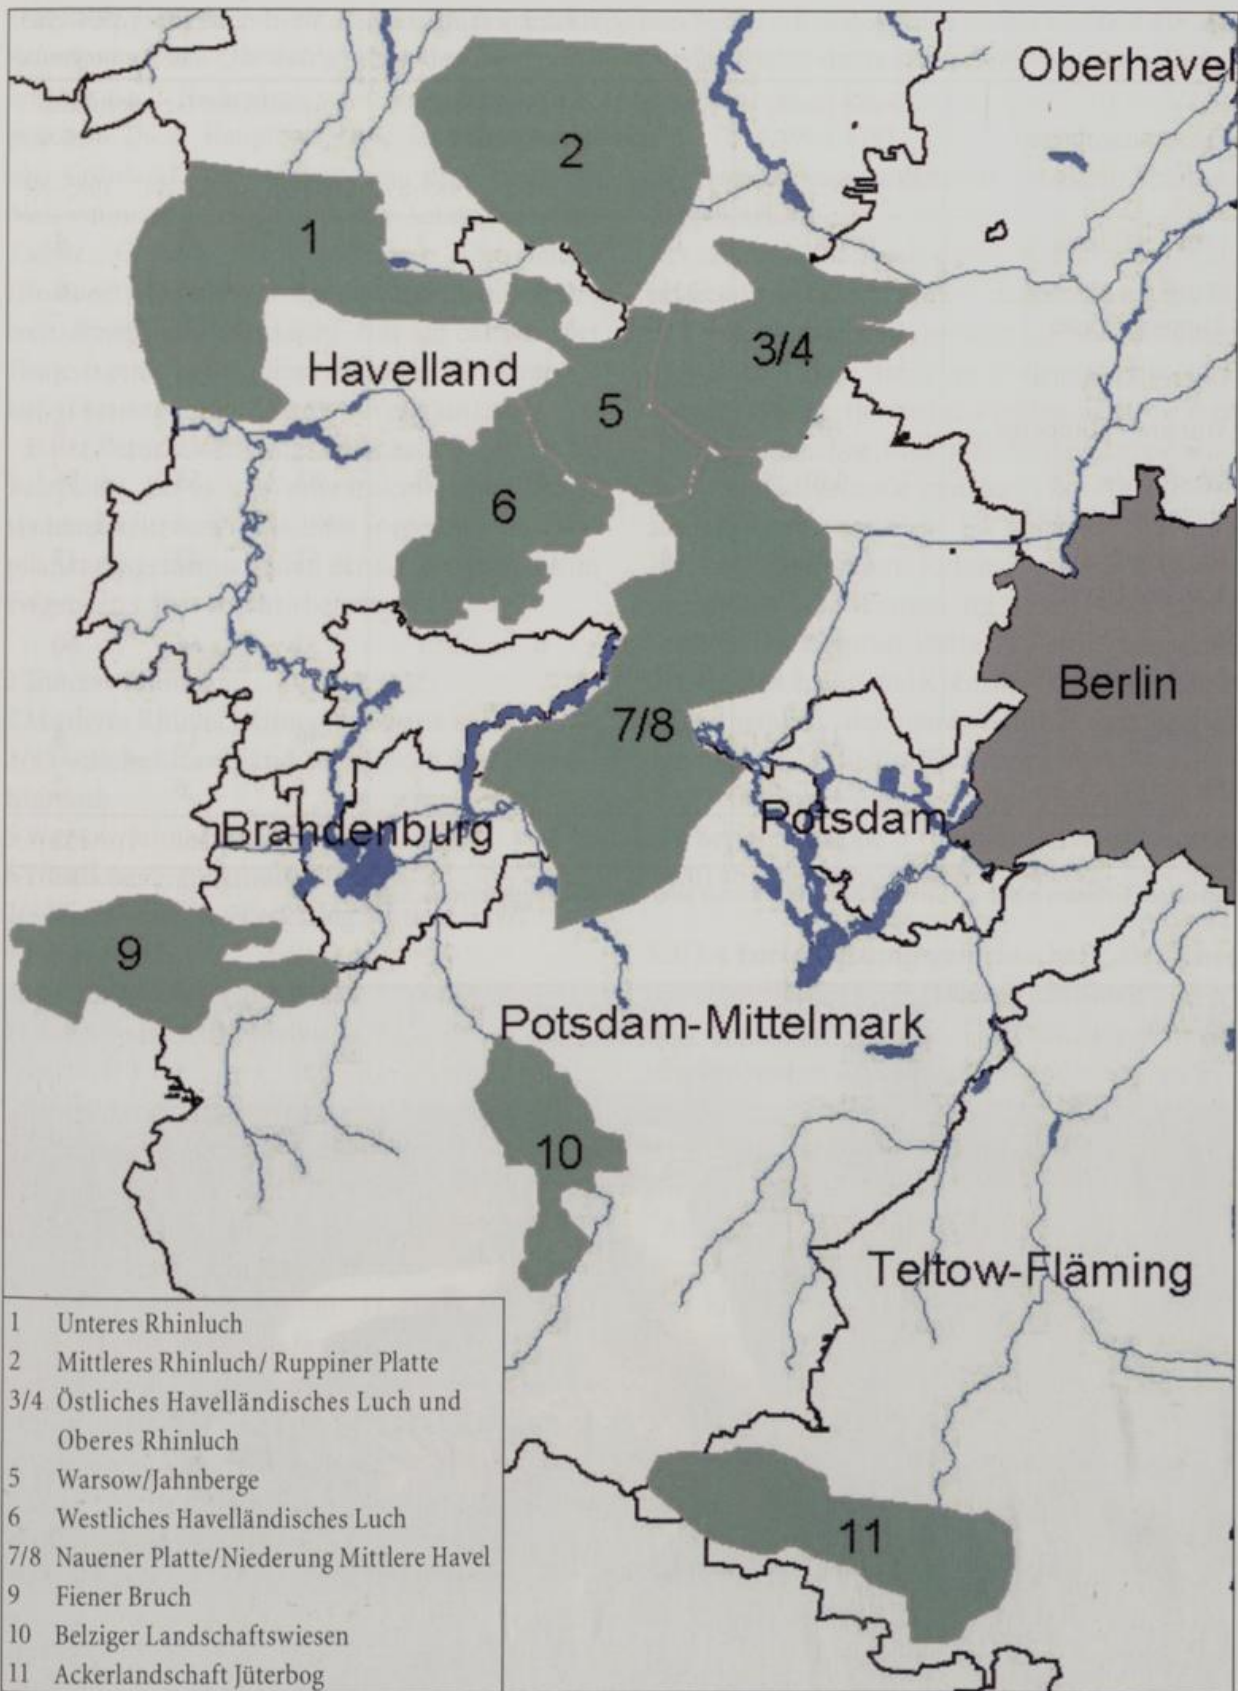 Oberhavel
2
1
3/4
Havelland
5
6
Berlin
7/8
Potsdam
Brandenburg
9
Potsdam-Mittelmark
10
Teltow-Fläming
11
1 Unteres Rhinluch
2 Mittleres Rhinluch/ Ruppiner Platte
3/4 Östliches Havelländisches Luch und
Oberes Rhinluch
5 Warsow/Jahnberge
6 Westliches Havelländisches Luch
7/8 Nauener Platte/Niederung Mittlere Havel
9 Fiener Bruch
10 Belziger Landschaftswiesen
11 Ackerlandschaft Jüterbog